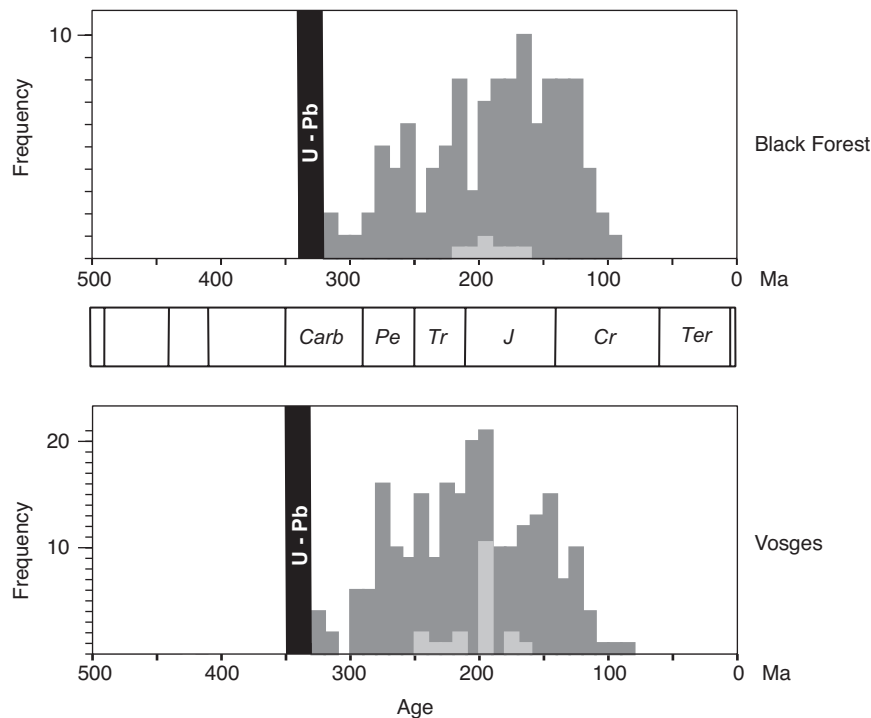 10
Frequency
U - Pb
Black Forest
500 400 300 200 100 0 Ma
Carb Pe Tr J Cr Ter
20
10
Frequency
U - Pb
Vosges
500 400 300 200 100 0 Ma
Age